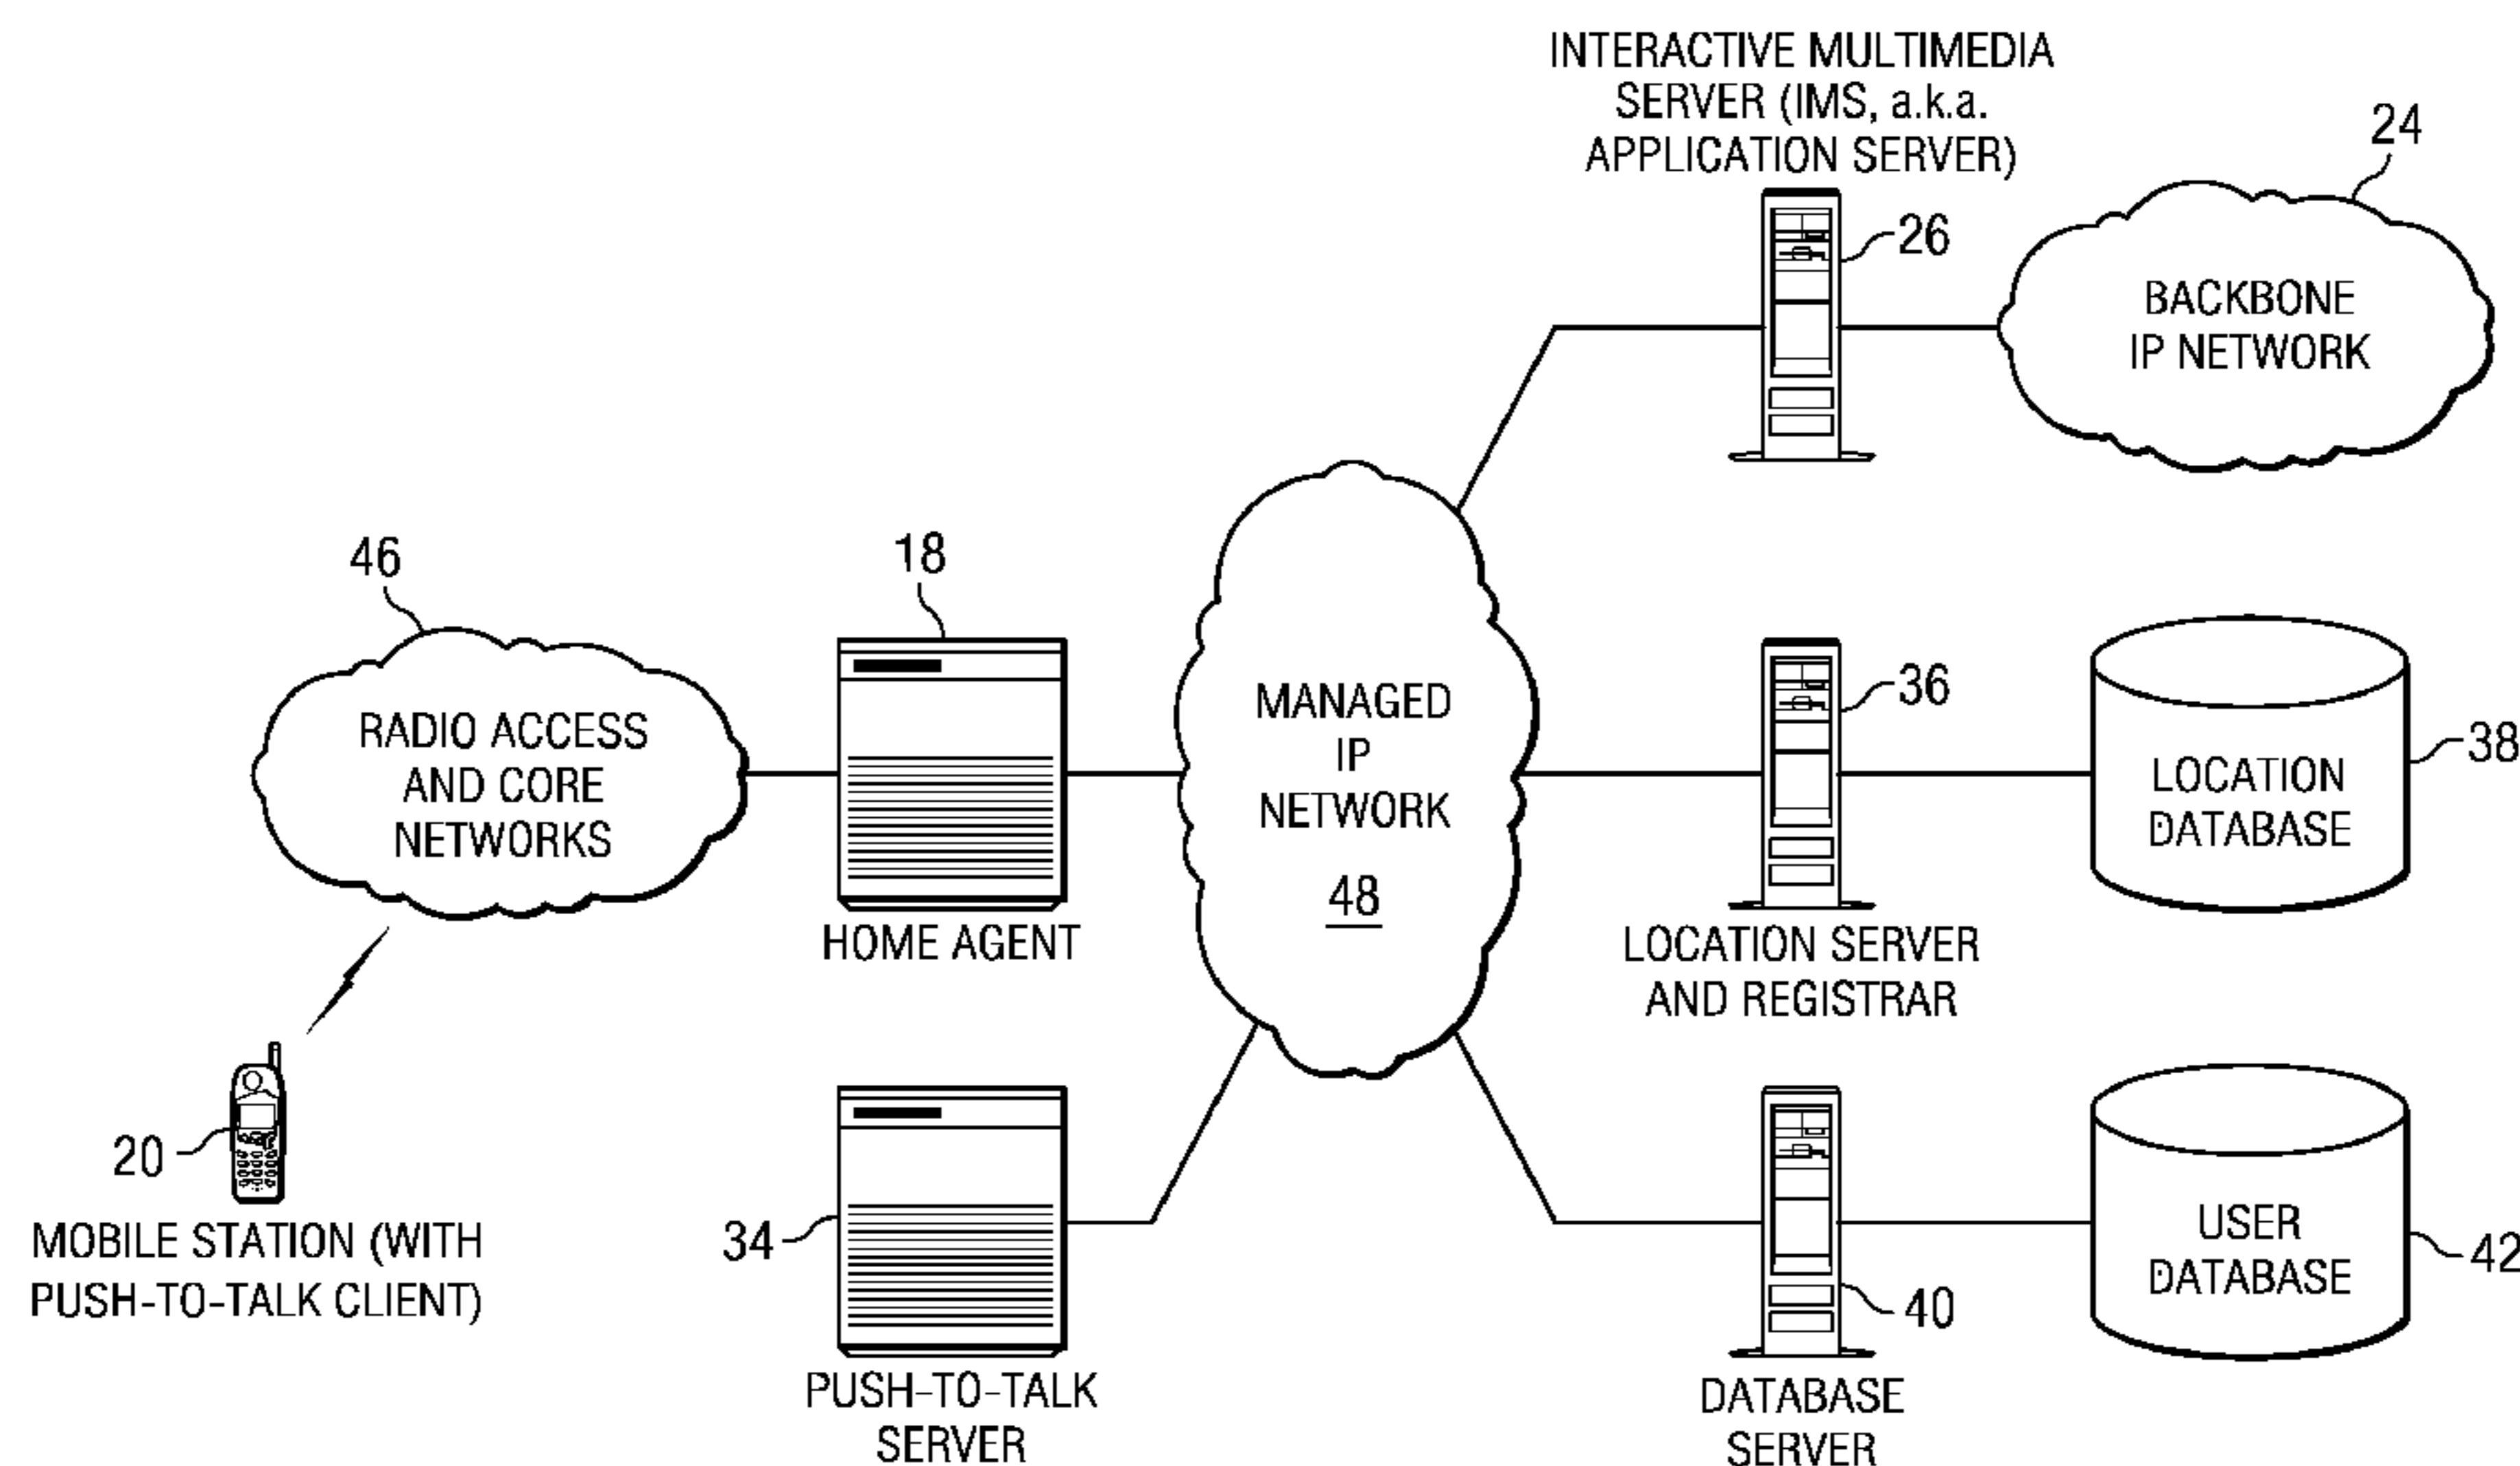 INTERACTIVE MULTIMEDIA
SERVER (IMS, a.k.a.
APPLICATION SERVER)
24
26
BACKBONE
IP NETWORK
46
18
RADIO ACCESS
AND CORE
NETWORKS
HOME AGENT
MANAGED
IP
NETWORK
48
36
LOCATION SERVER
AND REGISTRAR
38
LOCATION
DATABASE
20
MOBILE STATION (WITH
PUSH-TO-TALK CLIENT)
34
PUSH-TO-TALK
SERVER
40
DATABASE
SERVER
USER
DATABASE
42